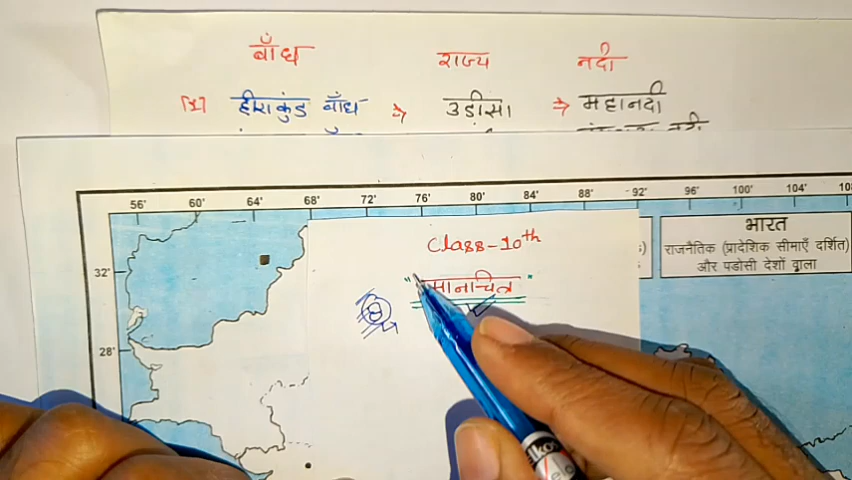 बाँध राज्य नदी
[1] हीराकुंड बाँध ⇒ उड़ीसा ⇒ महानदी
56° 60° 64° 68° 72° 76° 80° 84° 88° 92° 96° 100° 104°
भारत
राजनैतिक (प्रादेशिक सीमाएँ दर्शित)
और पडोसी देशों वाला
Class-10th
"मानचित्र"
32°
28°